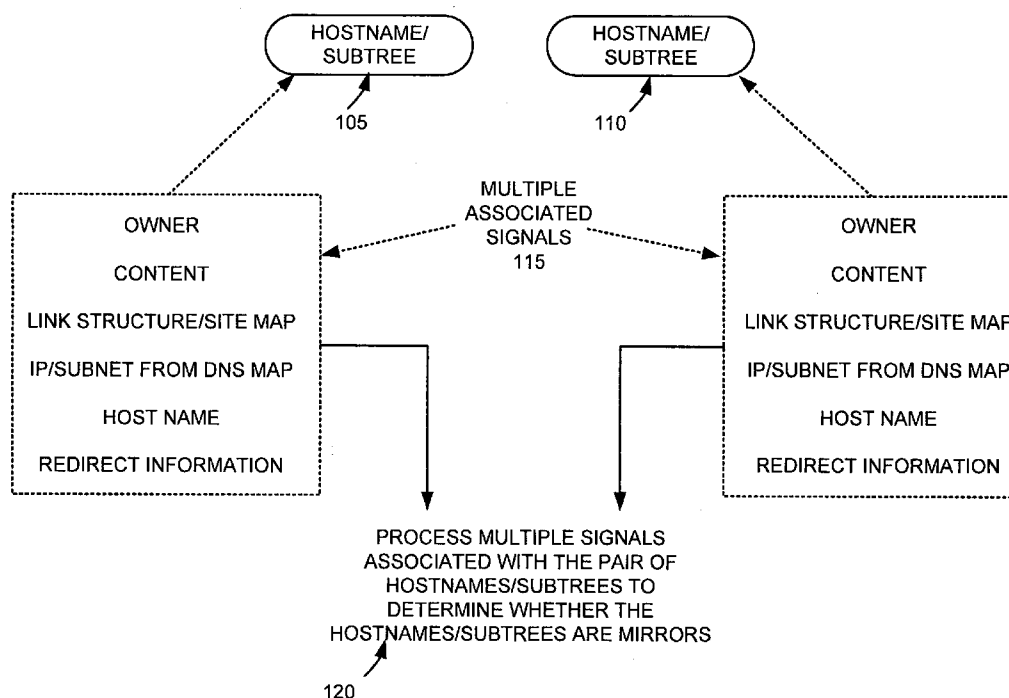 HOSTNAME/
SUBTREE
HOSTNAME/
SUBTREE
105
110
MULTIPLE
ASSOCIATED
SIGNALS
115
OWNER
CONTENT
LINK STRUCTURE/SITE MAP
IP/SUBNET FROM DNS MAP
HOST NAME
REDIRECT INFORMATION
OWNER
CONTENT
LINK STRUCTURE/SITE MAP
IP/SUBNET FROM DNS MAP
HOST NAME
REDIRECT INFORMATION
PROCESS MULTIPLE SIGNALS
ASSOCIATED WITH THE PAIR OF
HOSTNAMES/SUBTREES TO
DETERMINE WHETHER THE
HOSTNAMES/SUBTREES ARE MIRRORS
120